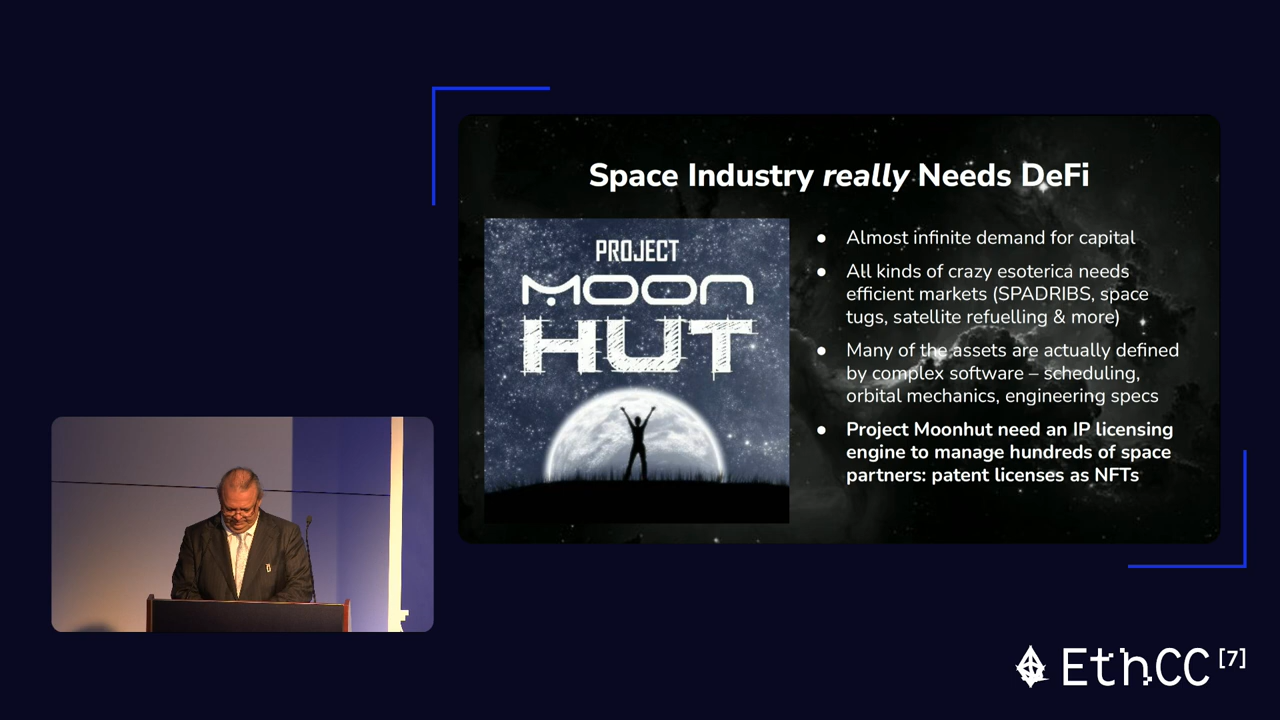 Space Industry really Needs DeFi
PROJECT
MOON
HUT
● Almost infinite demand for capital
● All kinds of crazy esoterica needs
efficient markets (SPADRIBS, space
tugs, satellite refuelling & more)
● Many of the assets are actually defined
by complex software – scheduling,
orbital mechanics, engineering specs
● Project Moonhut need an IP licensing
engine to manage hundreds of space
partners: patent licenses as NFTs
EthCC[7]